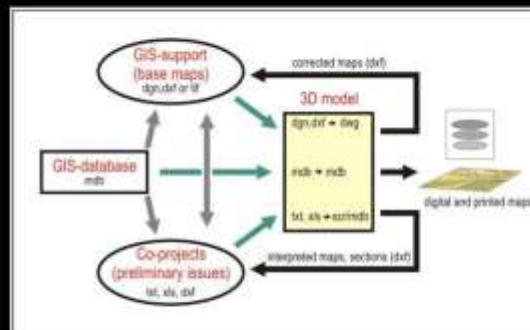 GIS-support
(base maps)
dgn,dxf or tif
corrected maps (dxf)
3D model
dgn,dxf → dwg
GIS-database
mdb
mdb → mdb
digital and printed maps
txt, xls → scr/mdb
Co-projects
(preliminary issues)
txt, xls, dxf
interpreted maps, sections (dxf)